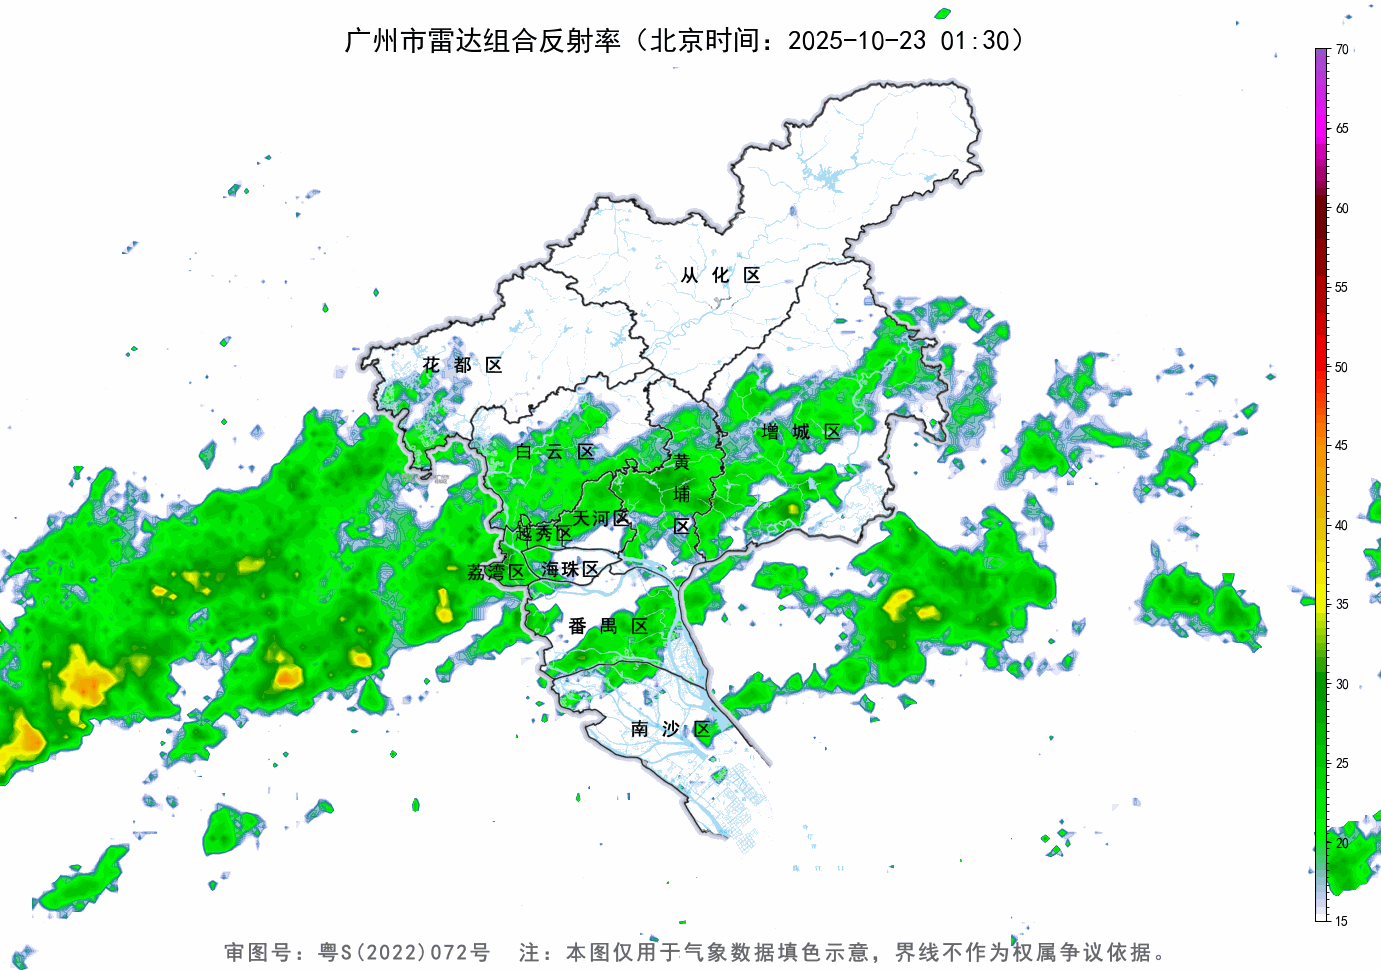 广州市雷达组合反射率（北京时间：2025-10-23 01:30）
70
65
60
55
50
45
40
35
30
25
20
15
从化区
花都区
增城区
白云区
黄埔区
天河区
越秀区
荔湾区
海珠区
番禺区
南沙区
审图号：粤S(2022)072号 注：本图仅用于气象数据填色示意，界线不作为权属争议依据。